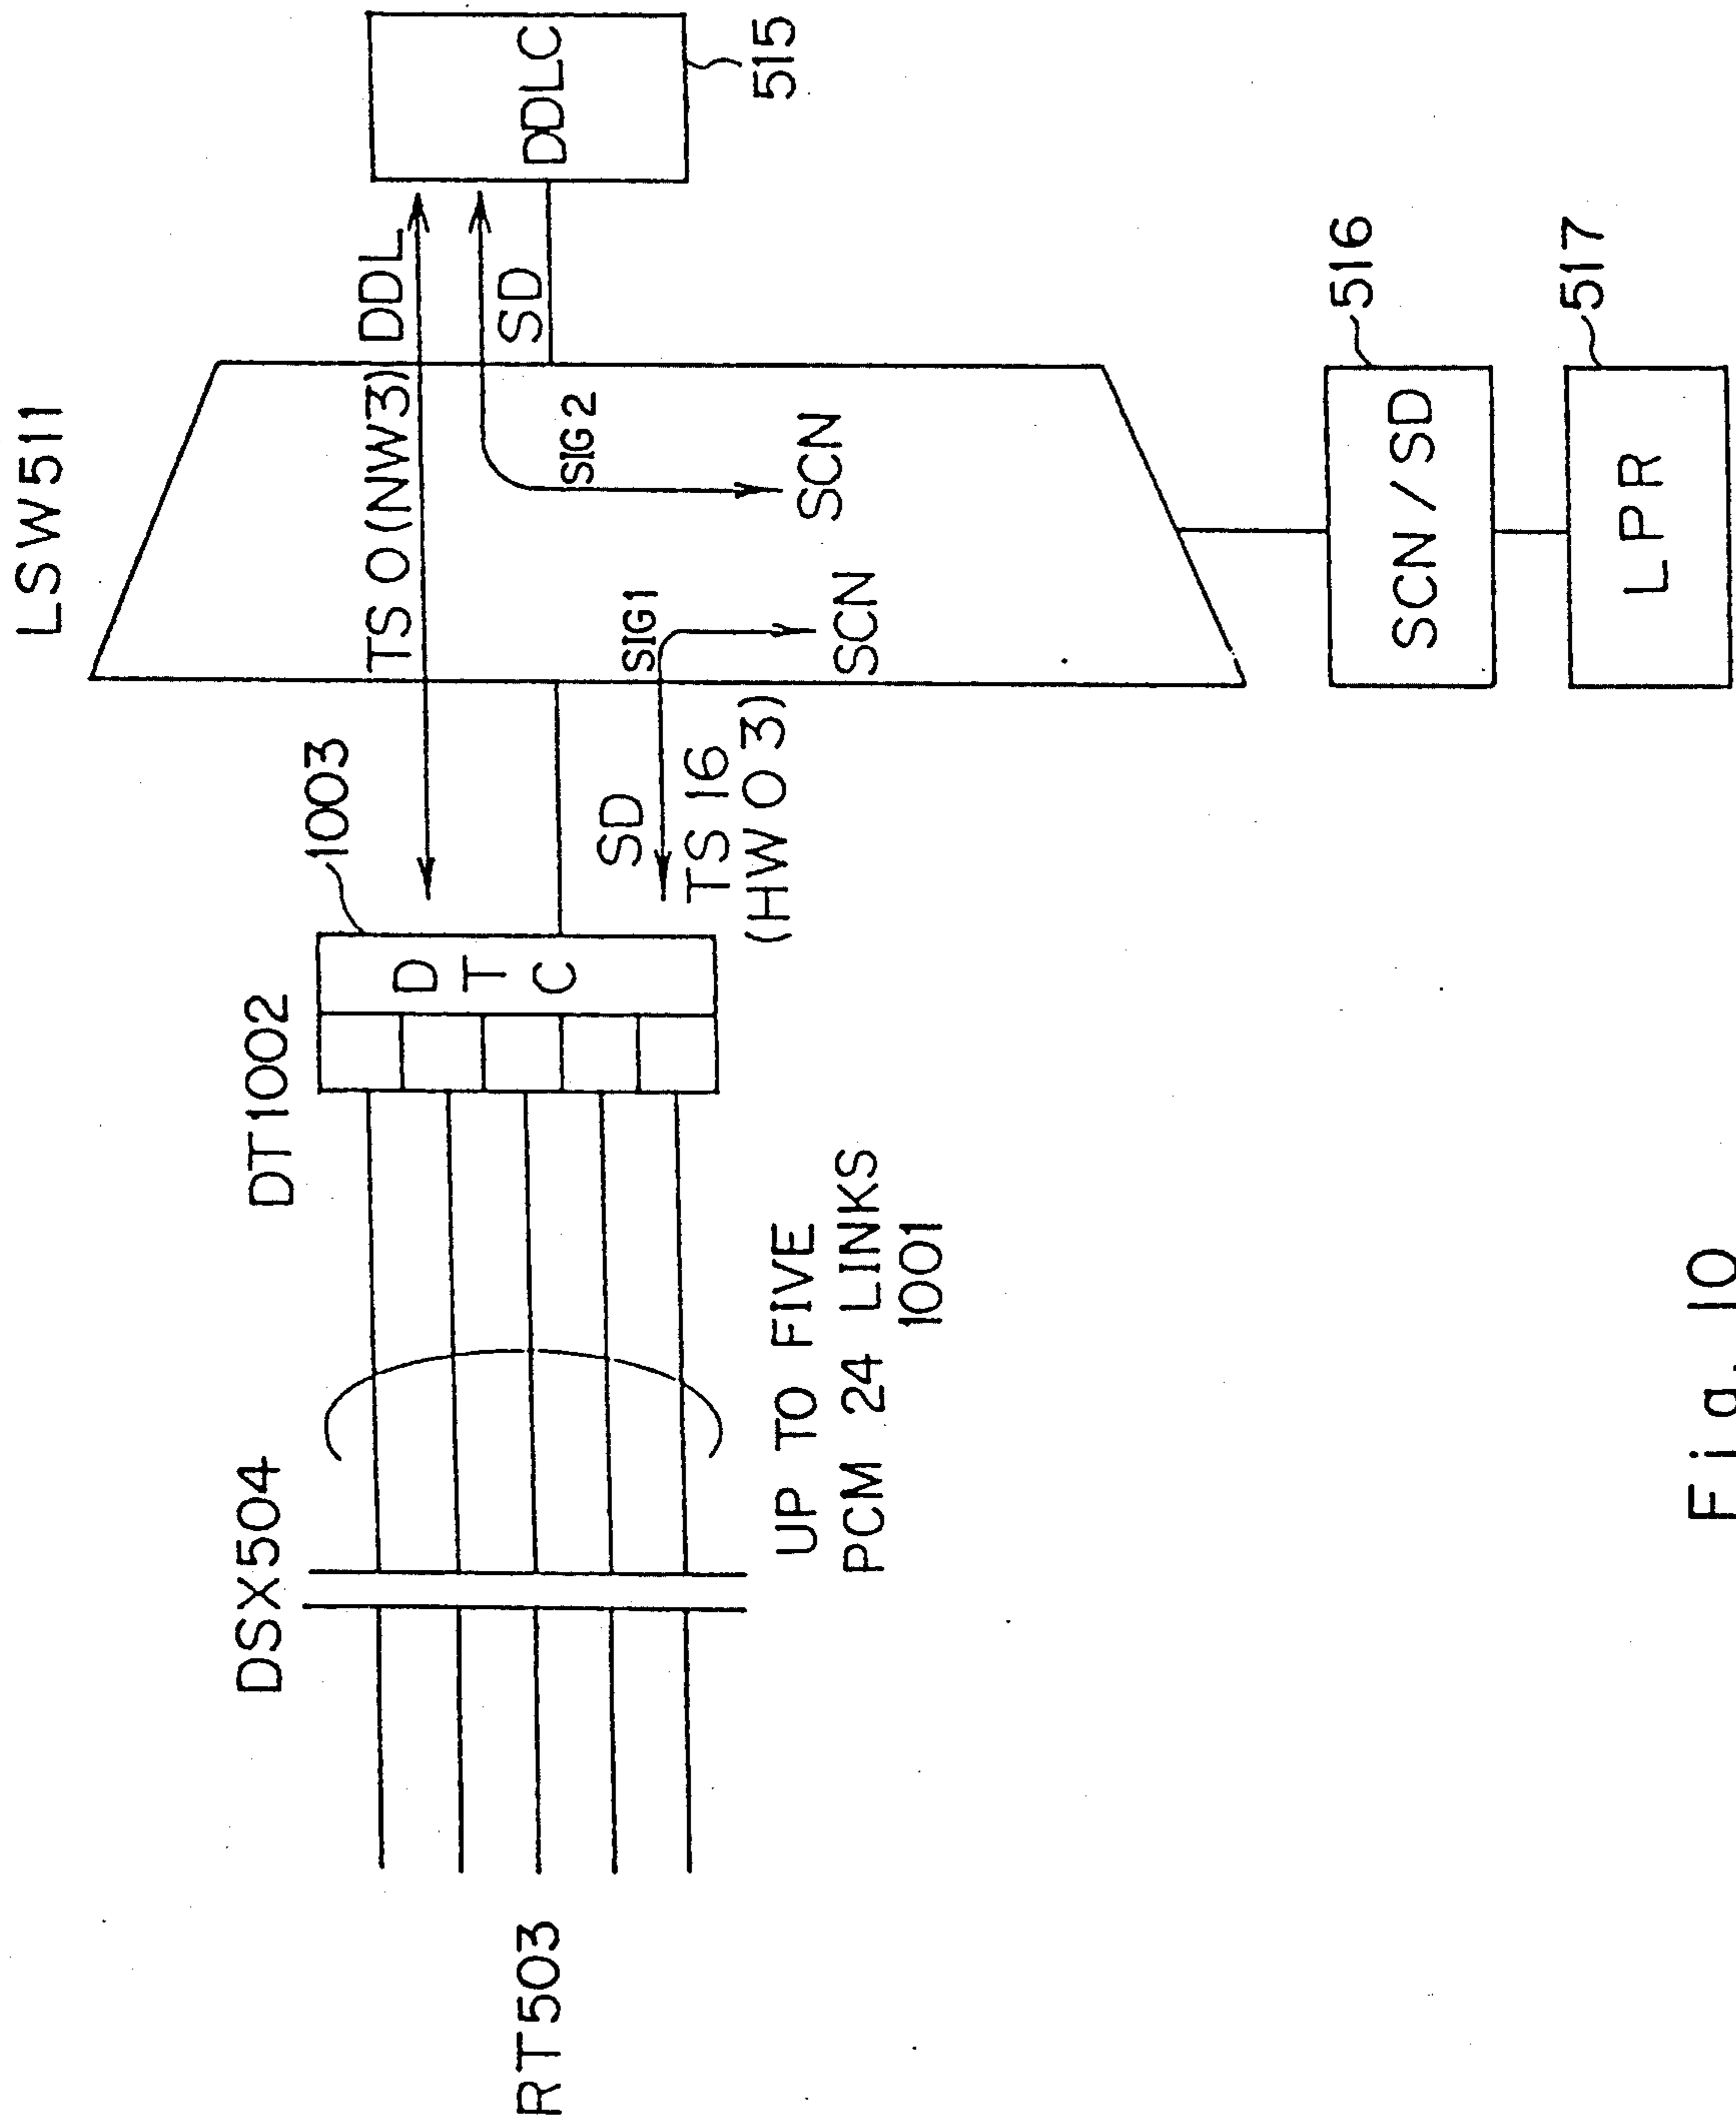 LSW511
DDLC
515
TS 0 (NW3) DDL
SD
SIG 2
SCN
SIG1
SCN
SD
TS 16
(HW 0 3)
516
SCN/SD
517
LPR
1003
D T C
DT1002
DSX504
UP TO FIVE
PCM 24 LINKS
1001
RT503
Fig. 10